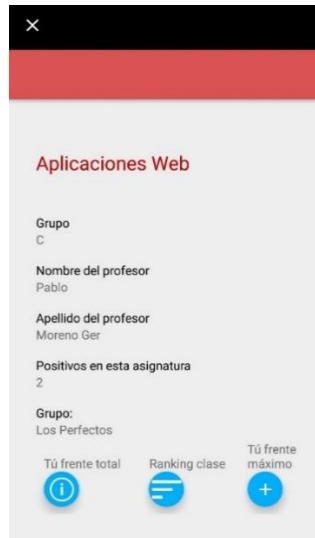 Aplicaciones Web
Grupo
C
Nombre del profesor
Pablo
Apellido del profesor
Moreno Ger
Positivos en esta asignatura
2
Grupo:
Los Perfectos
Tú frente total
Ranking clase
Tú frente
máximo